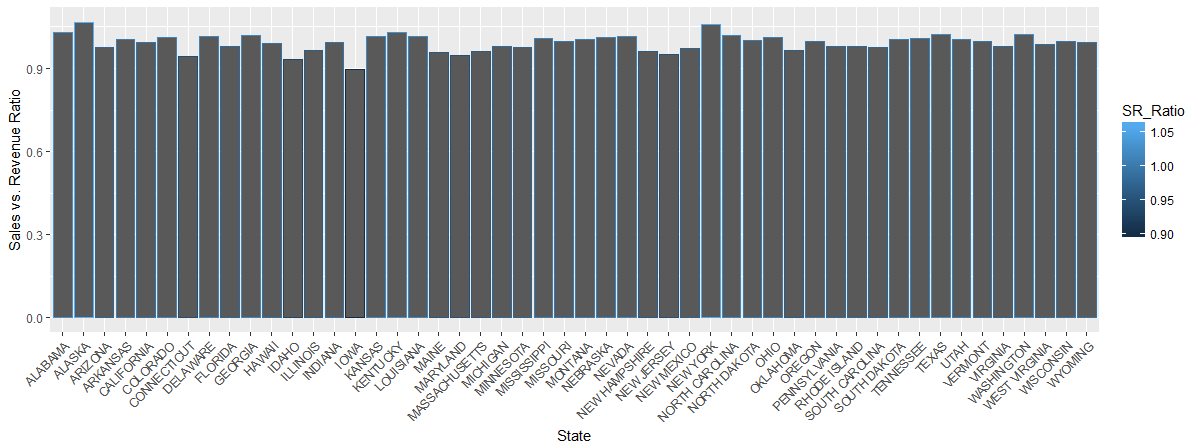 Sales vs. Revenue Ratio
0.9
0.6
0.3
0.0
ALABAMA
ALASKA
ARIZONA
ARKANSAS
CALIFORNIA
COLORADO
CONNECTICUT
DELAWARE
FLORIDA
GEORGIA
HAWAII
IDAHO
ILLINOIS
INDIANA
IOWA
KANSAS
KENTUCKY
LOUISIANA
MAINE
MARYLAND
MASSACHUSETTS
MICHIGAN
MINNESOTA
MISSISSIPPI
MISSOURI
MONTANA
NEBRASKA
NEVADA
NEW HAMPSHIRE
NEW JERSEY
NEW MEXICO
NEW YORK
NORTH CAROLINA
NORTH DAKOTA
OHIO
OKLAHOMA
OREGON
PENNSYLVANIA
RHODE ISLAND
SOUTH CAROLINA
SOUTH DAKOTA
TENNESSEE
TEXAS
UTAH
VERMONT
VIRGINIA
WASHINGTON
WEST VIRGINIA
WISCONSIN
WYOMING
State
SR_Ratio
1.05
1.00
0.95
0.90